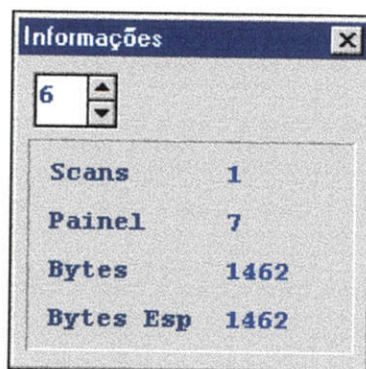 Informações
6
Scans 1
Painel 7
Bytes 1462
Bytes Esp 1462